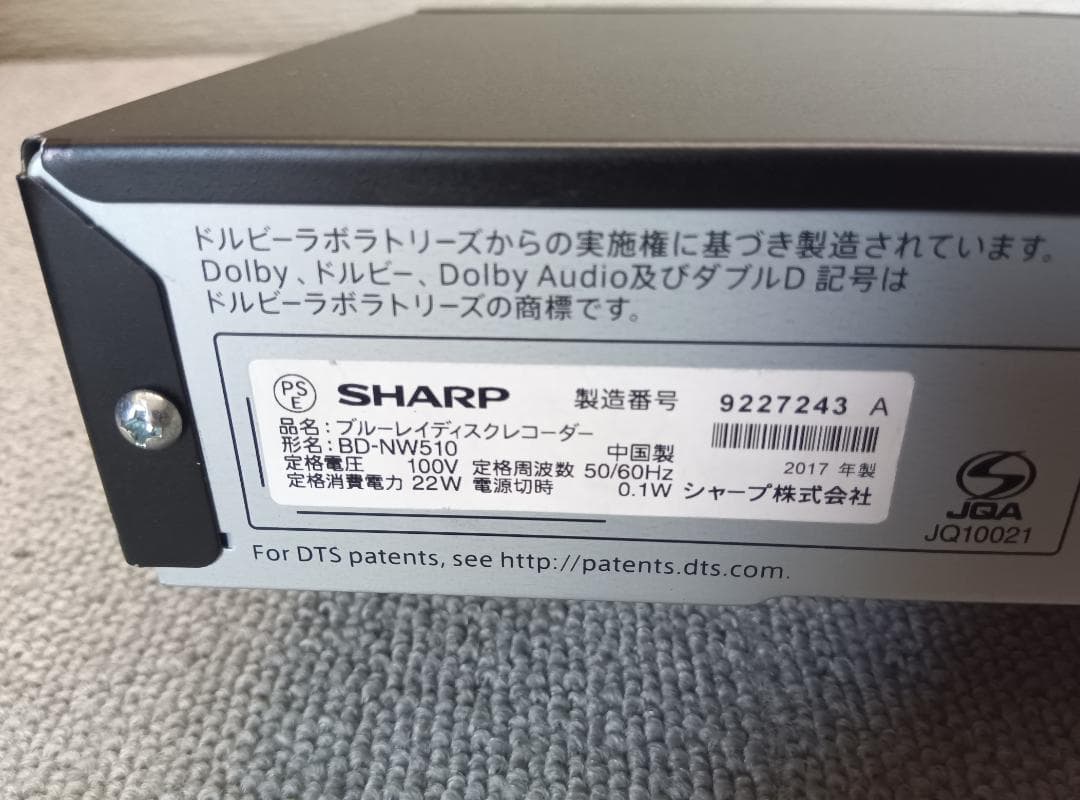 ドルビーラボラトリーズからの実施権に基づき製造されています。
Dolby、ドルビー、Dolby Audio及びダブルD 記号は
ドルビーラボラトリーズの商標です。
PS
E
SHARP 製造番号 9227243 A
品名：ブルーレイディスクレコーダー
形名：BD-NW510 中国製
定格電圧 100V 定格周波数 50/60Hz 2017 年製
定格消費電力 22W 電源切時 0.1W シャープ株式会社
JQA
JQ10021
For DTS patents, see http://patents.dts.com.